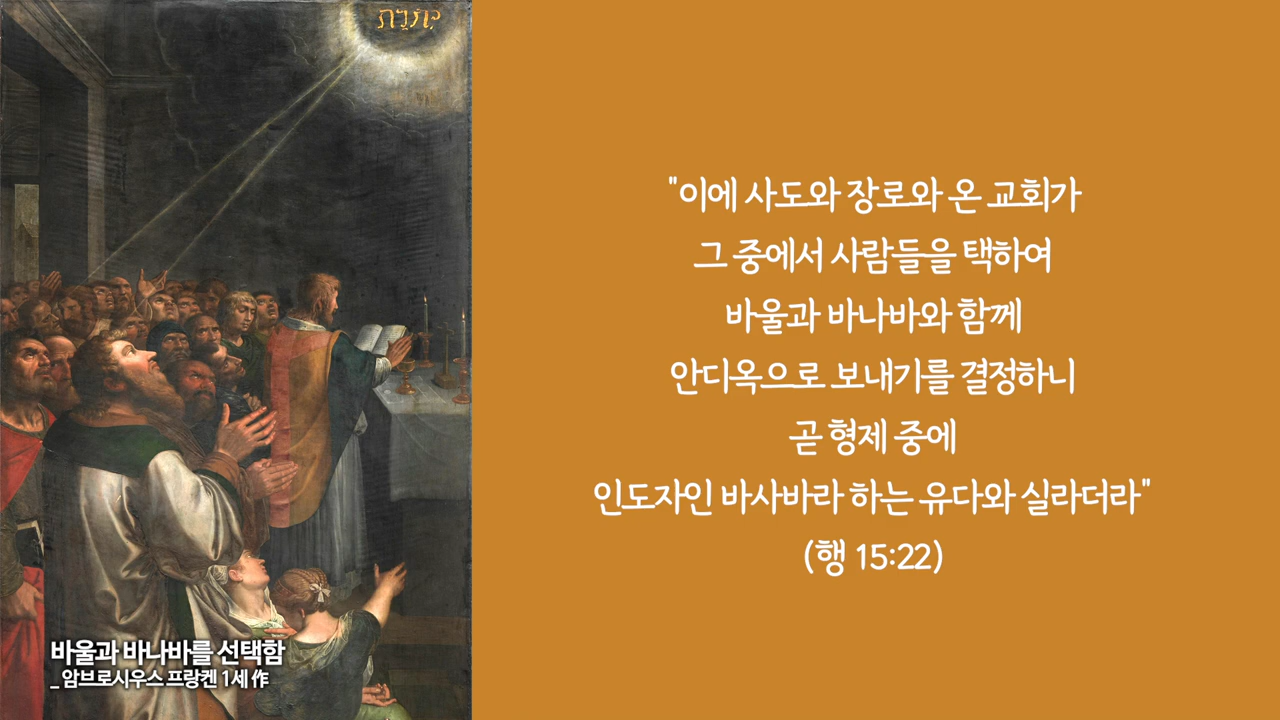 "이에 사도와 장로와 온 교회가
그 중에서 사람들을 택하여
바울과 바나바와 함께
안디옥으로 보내기를 결정하니
곧 형제 중에
인도자인 바사바라 하는 유다와 실라더라"
(행 15:22)
바울과 바나바를 선택함
_ 암브로시우스 프랑켄 1세 作